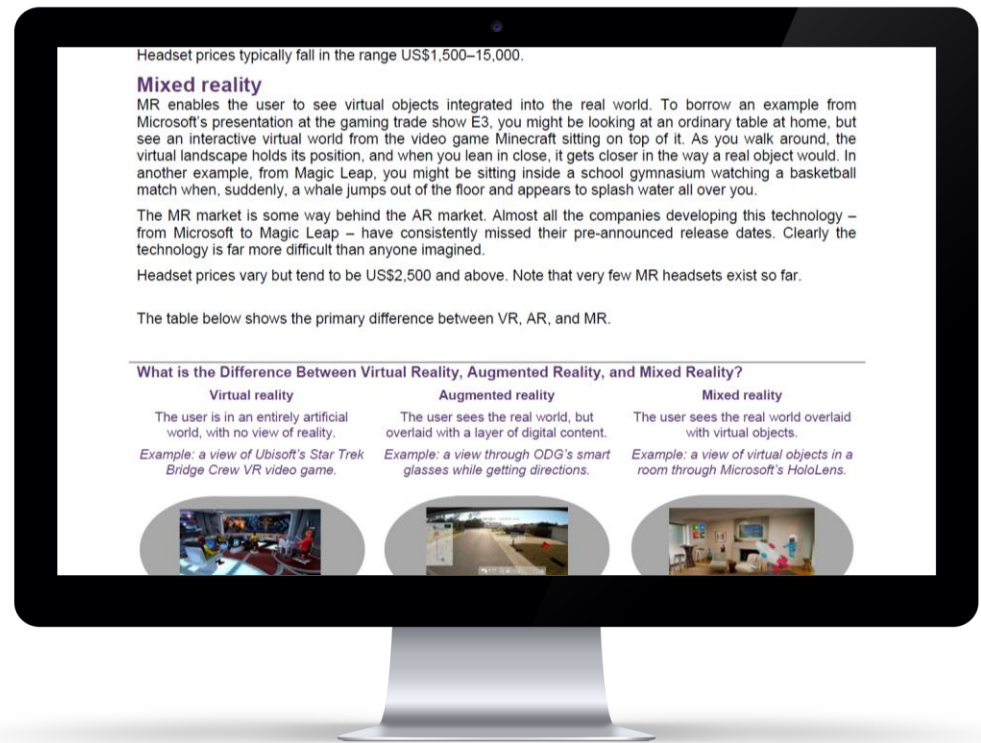 Headset prices typically fall in the range US$1,500–15,000.
Mixed reality
MR enables the user to see virtual objects integrated into the real world. To borrow an example from
Microsoft's presentation at the gaming trade show E3, you might be looking at an ordinary table at home, but
see an interactive virtual world from the video game Minecraft sitting on top of it. As you walk around, the
virtual landscape holds its position, and when you lean in close, it gets closer in the way a real object would. In
another example, from Magic Leap, you might be sitting inside a school gymnasium watching a basketball
match when, suddenly, a whale jumps out of the floor and appears to splash water all over you.
The MR market is some way behind the AR market. Almost all the companies developing this technology –
from Microsoft to Magic Leap – have consistently missed their pre-announced release dates. Clearly the
technology is far more difficult than anyone imagined.
Headset prices vary but tend to be US$2,500 and above. Note that very few MR headsets exist so far.
The table below shows the primary difference between VR, AR, and MR.
What is the Difference Between Virtual Reality, Augmented Reality, and Mixed Reality?
Virtual reality
The user is in an entirely artificial
world, with no view of reality.
Example: a view of Ubisoft's Star Trek
Bridge Crew VR video game.
Augmented reality
The user sees the real world, but
overlaid with a layer of digital content.
Example: a view through ODG's smart
glasses while getting directions.
Mixed reality
The user sees the real world overlaid
with virtual objects.
Example: a view of virtual objects in a
room through Microsoft's HoloLens.